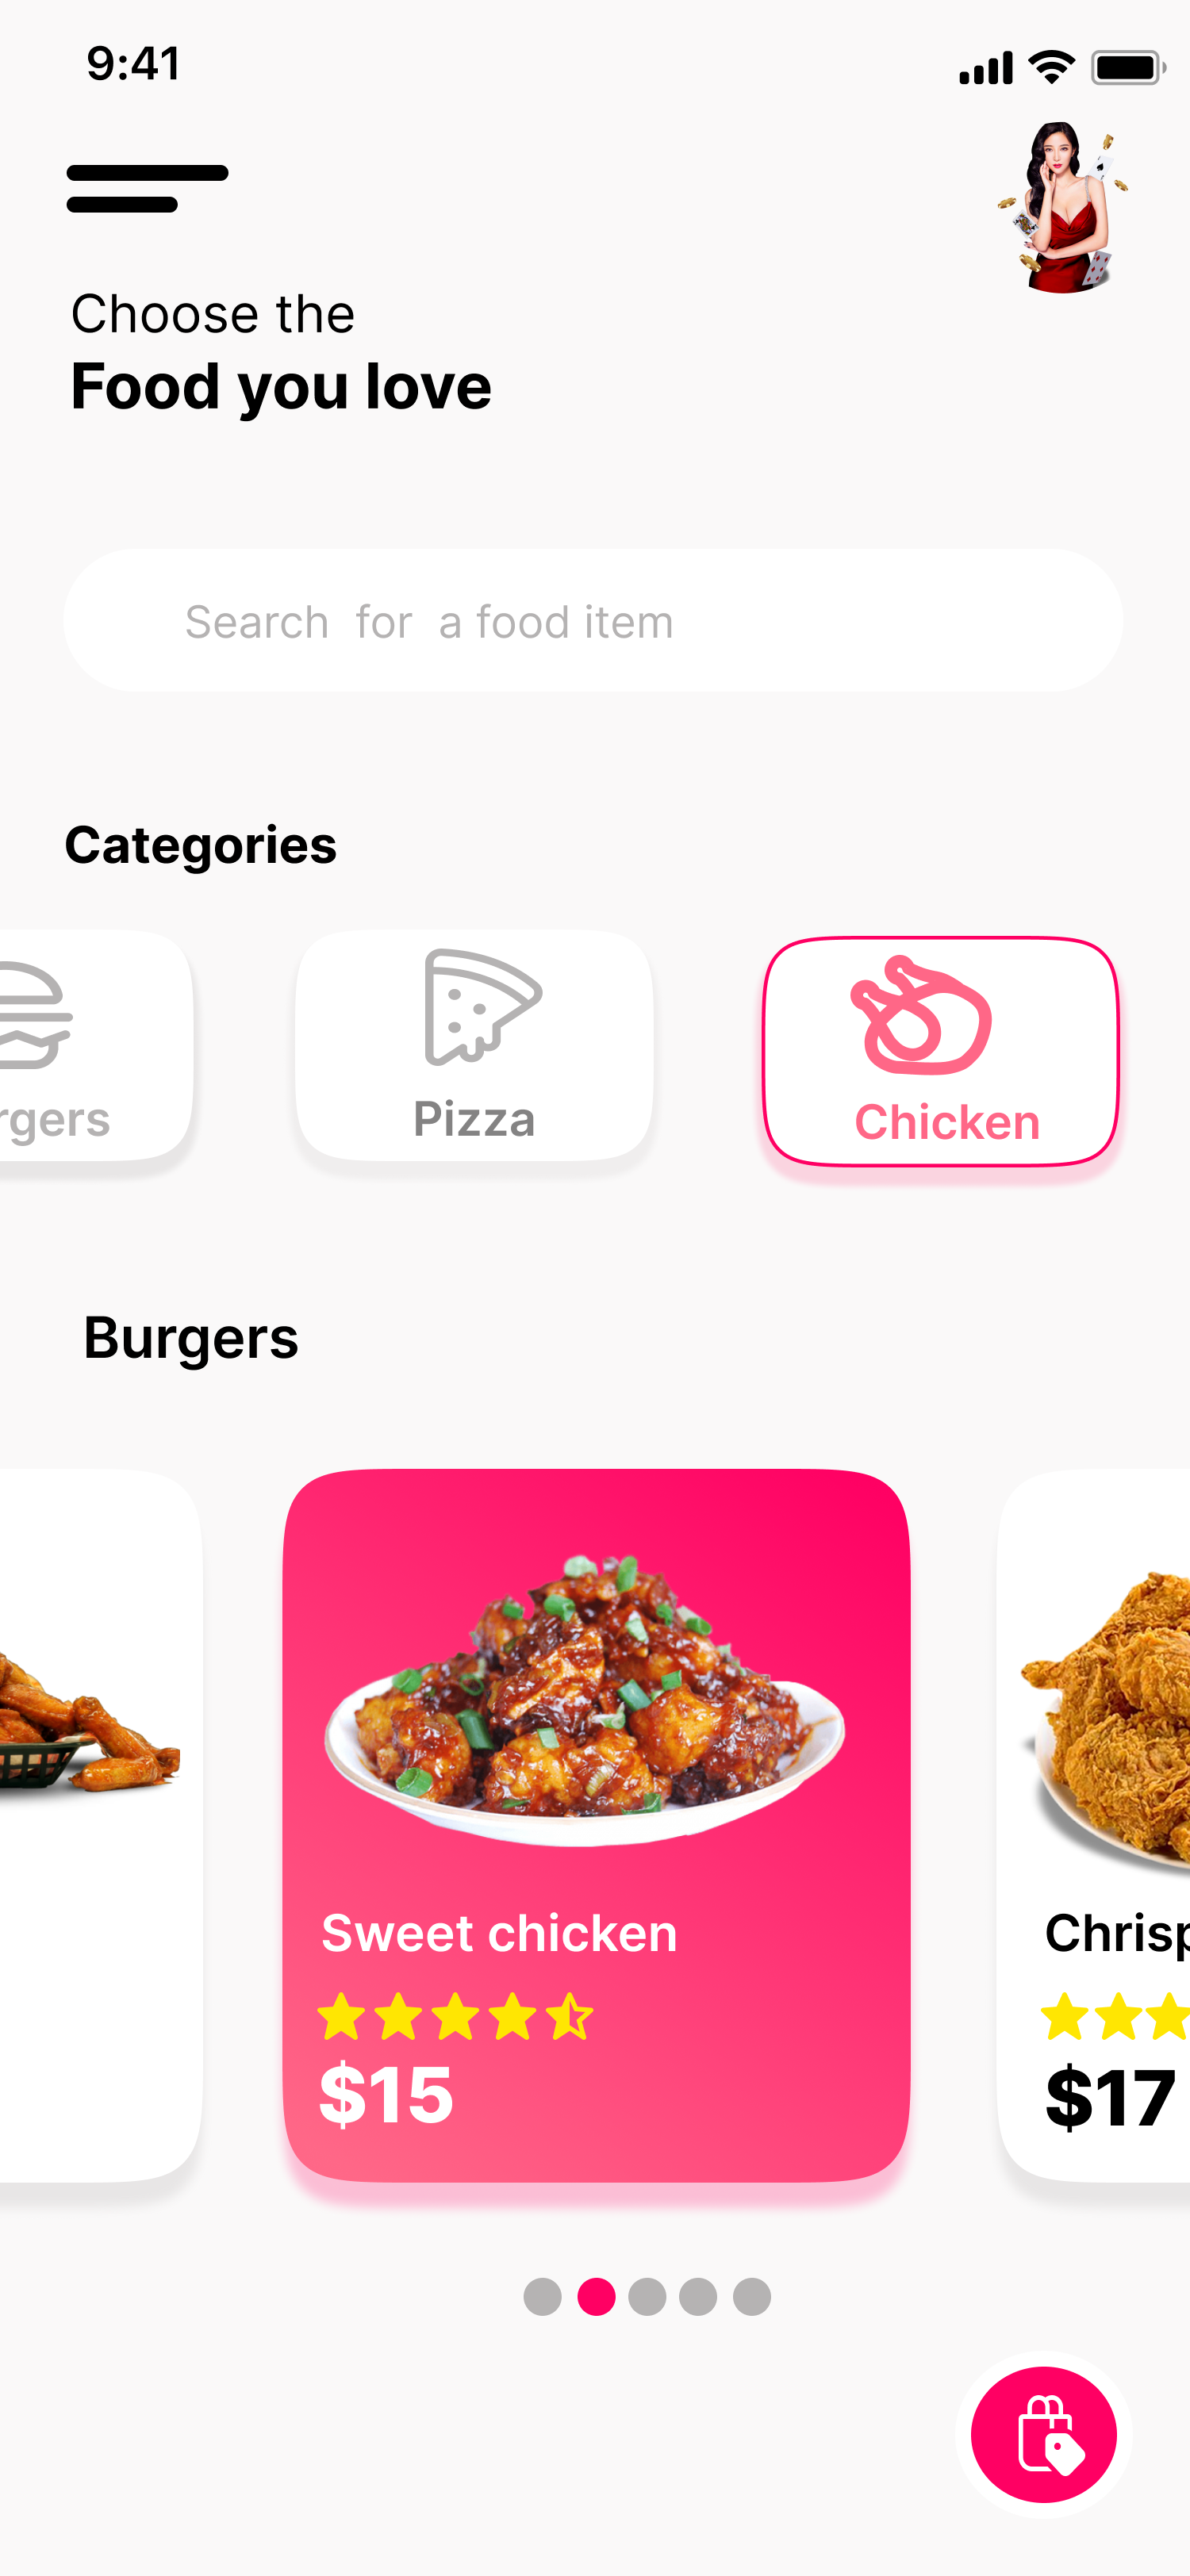 9:41
Choose the
Food you love
Search for a food item
Categories
rgers
Pizza
Chicken
Burgers
Sweet chicken
$15
Chrisp
$17